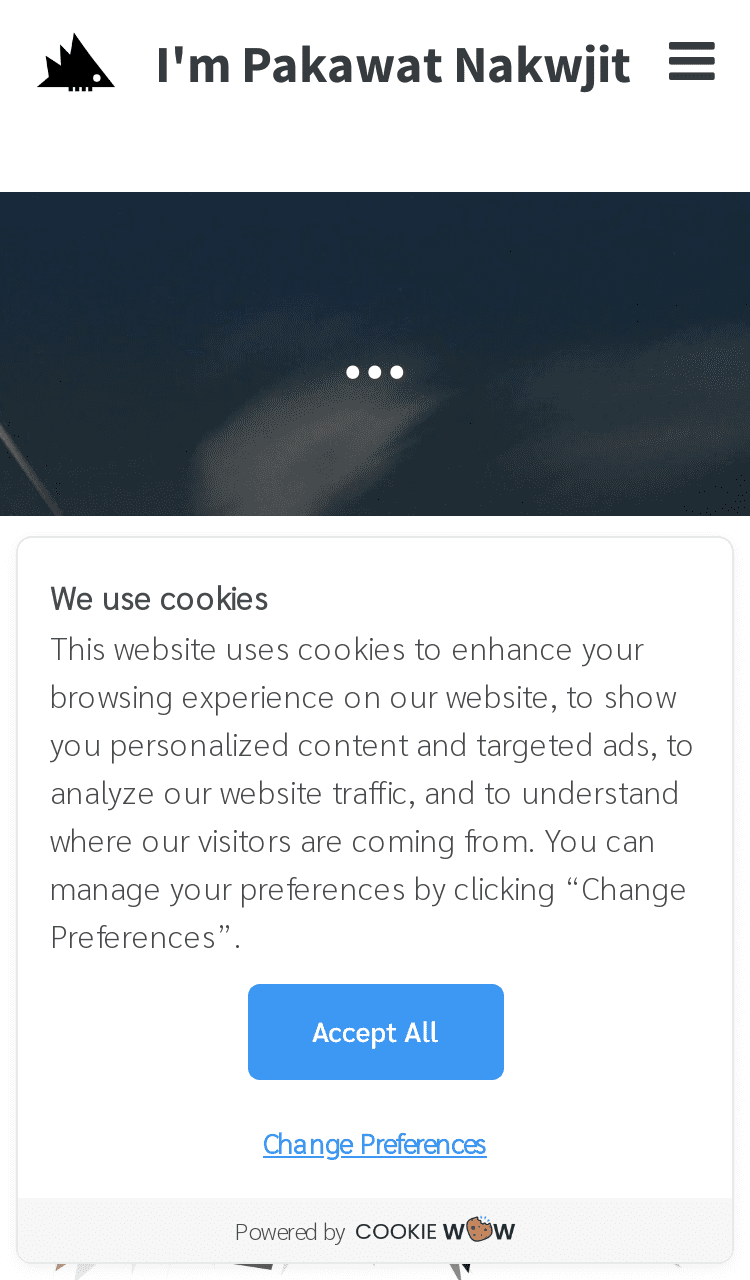 I'm Pakawat Nakwjit
We use cookies
This website uses cookies to enhance your
browsing experience on our website, to show
you personalized content and targeted ads, to
analyze our website traffic, and to understand
where our visitors are coming from. You can
manage your preferences by clicking “Change
Preferences”.
Accept All
Change Preferences
Powered by COOKIE WOW